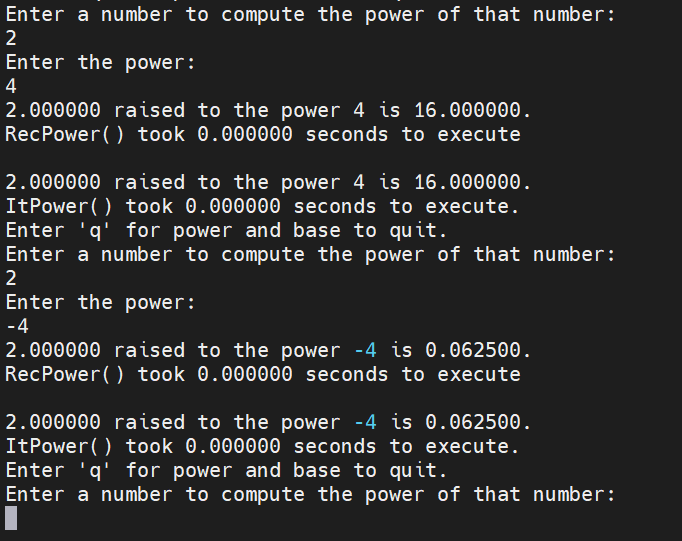 Enter a number to compute the power of that number:
2
Enter the power:
4
2.000000 raised to the power 4 is 16.000000.
RecPower() took 0.000000 seconds to execute
2.000000 raised to the power 4 is 16.000000.
ItPower() took 0.000000 seconds to execute.
Enter 'q' for power and base to quit.
Enter a number to compute the power of that number:
2
Enter the power:
-4
2.000000 raised to the power -4 is 0.062500.
RecPower() took 0.000000 seconds to execute
2.000000 raised to the power -4 is 0.062500.
ItPower() took 0.000000 seconds to execute.
Enter 'q' for power and base to quit.
Enter a number to compute the power of that number: